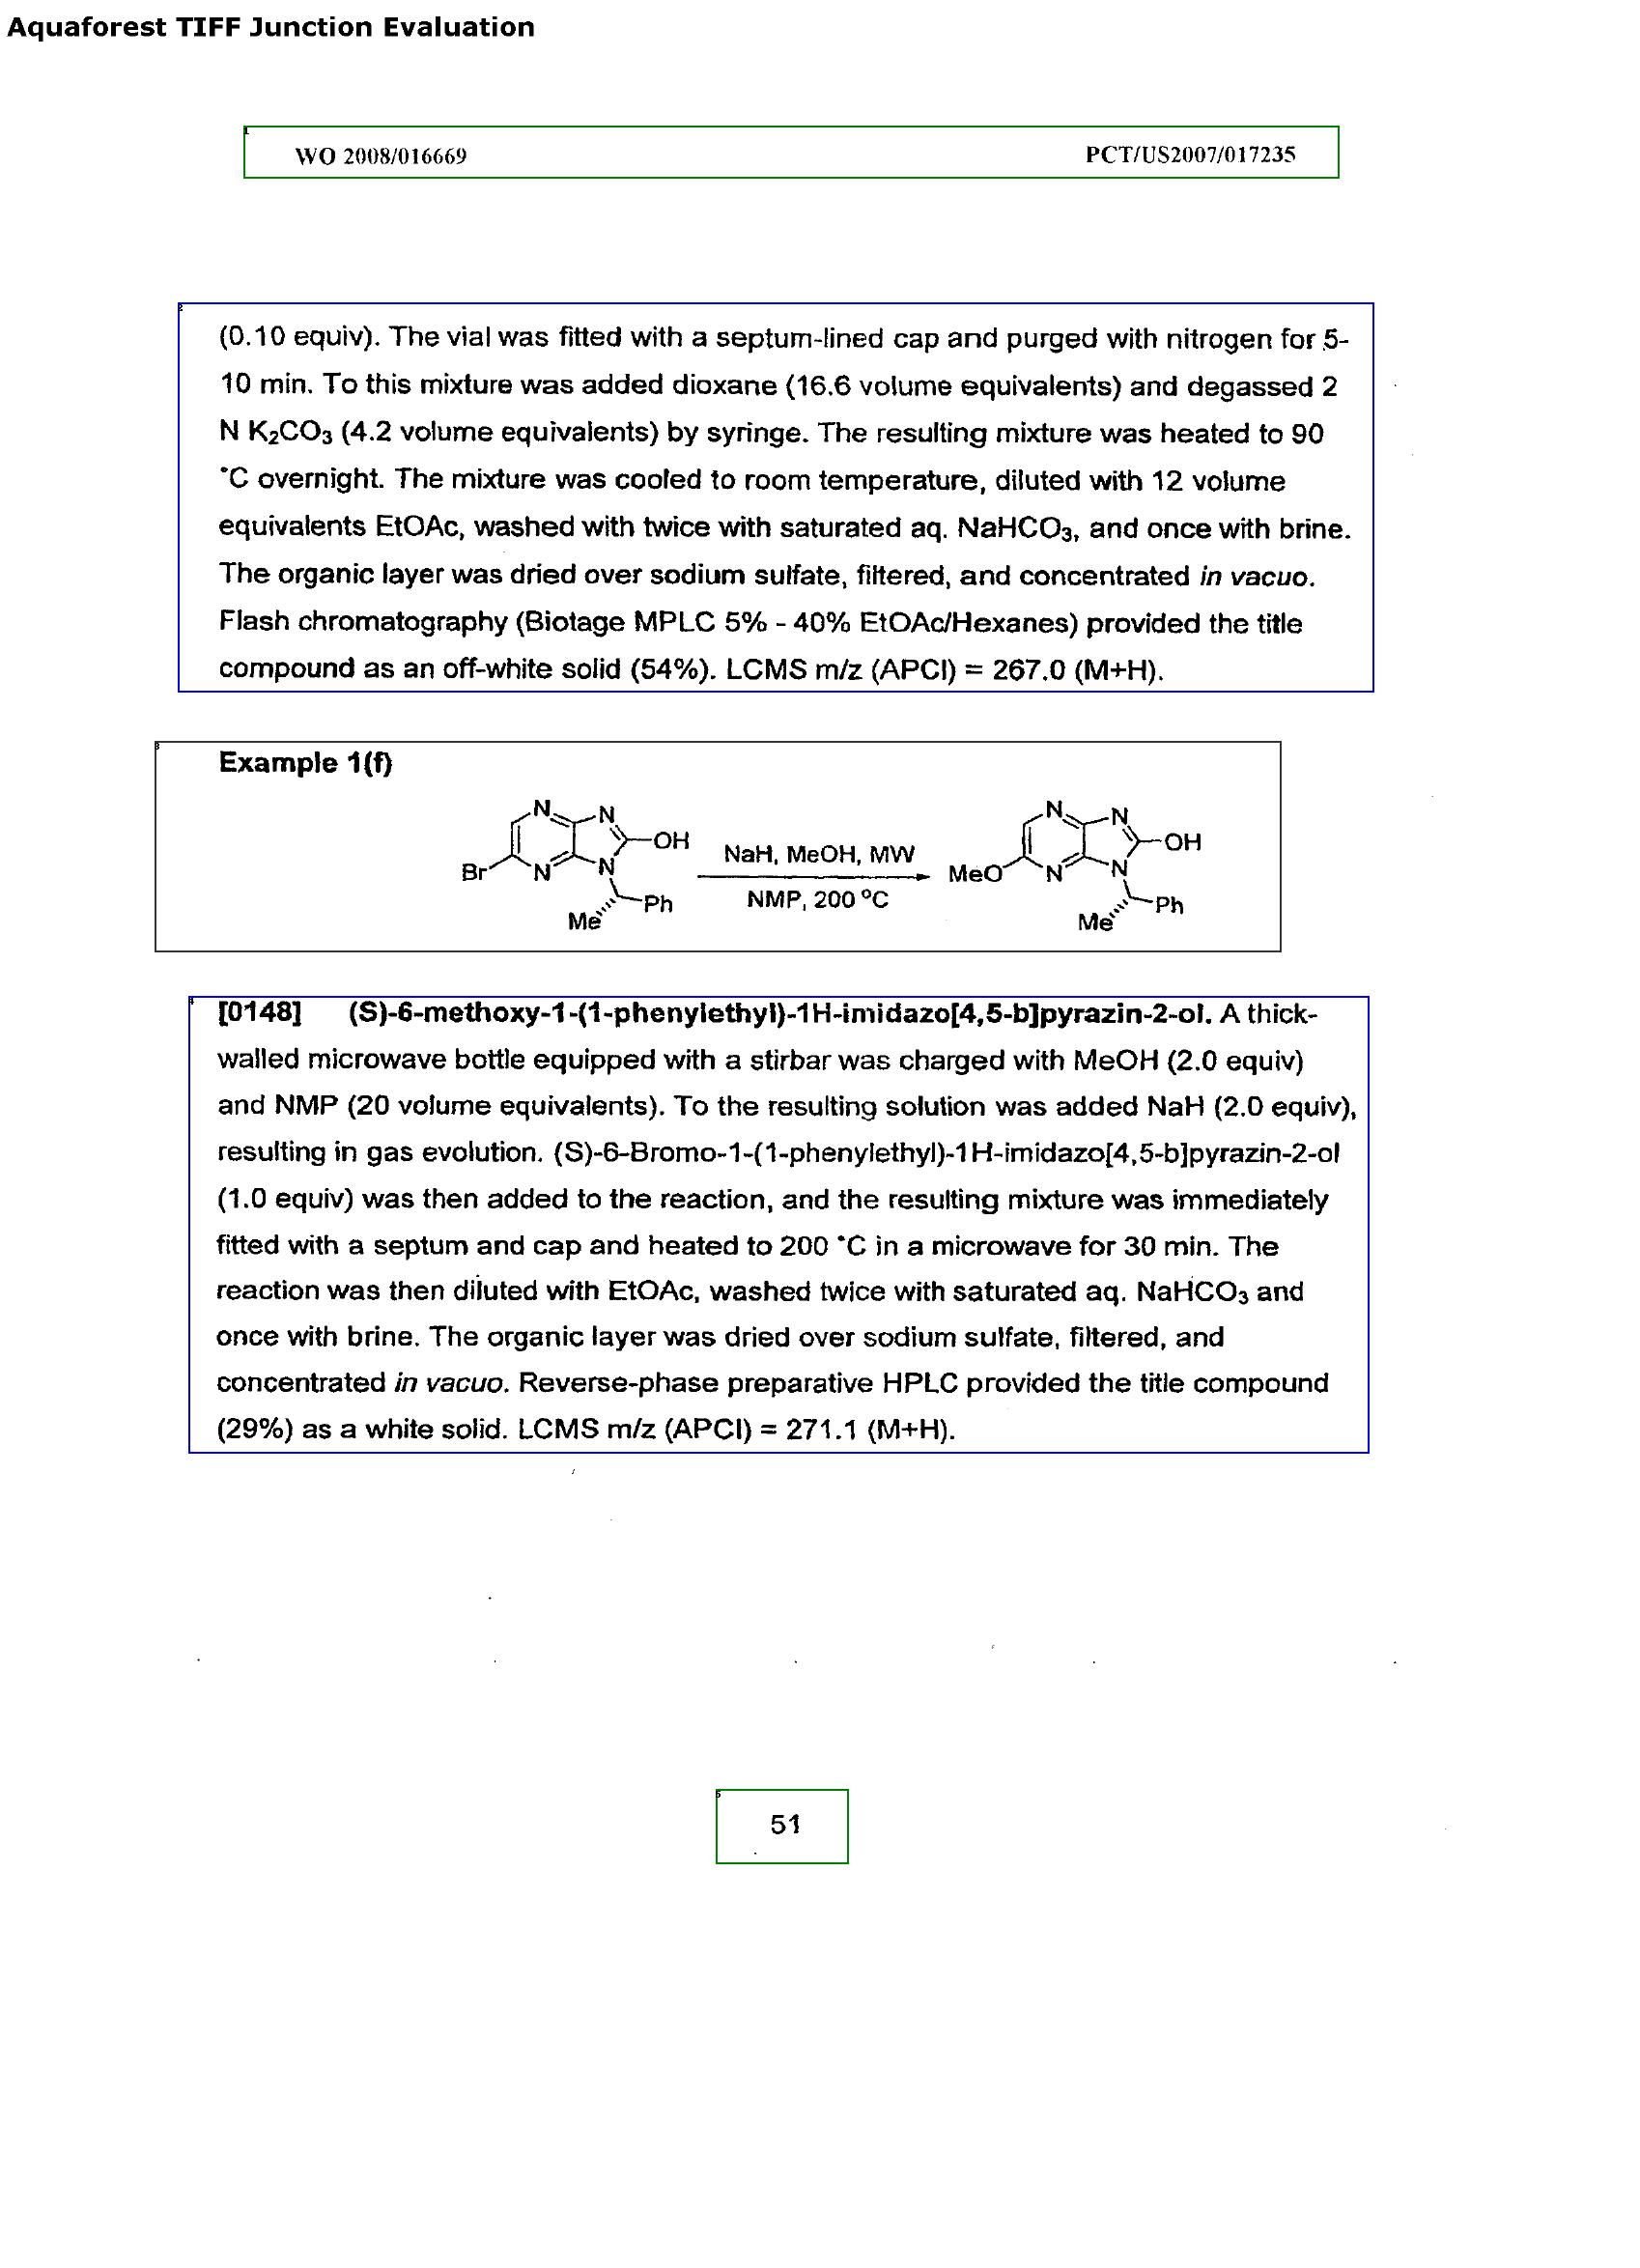 Aquaforest TIFF Junction Evaluation
1
WO 2008/016669 PCT/US2007/017235
2
(0.10 equiv). The vial was fitted with a septum-lined cap and purged with nitrogen for 5-
10 min. To this mixture was added dioxane (16.6 volume equivalents) and degassed 2
N K₂CO₃ (4.2 volume equivalents) by syringe. The resulting mixture was heated to 90
°C overnight. The mixture was cooled to room temperature, diluted with 12 volume
equivalents EtOAc, washed with twice with saturated aq. NaHCO₃, and once with brine.
The organic layer was dried over sodium sulfate, filtered, and concentrated in vacuo.
Flash chromatography (Biotage MPLC 5% - 40% EtOAc/Hexanes) provided the title
compound as an off-white solid (54%). LCMS m/z (APCI) = 267.0 (M+H).
3
Example 1(f)
N N OH Br N N Me Ph
NaH, MeOH, MW
NMP, 200 °C
N N OH MeO N N Me Ph
4
[0148] (S)-6-methoxy-1-(1-phenylethyl)-1H-imidazo[4,5-b]pyrazin-2-ol. A thick-
walled microwave bottle equipped with a stirbar was charged with MeOH (2.0 equiv)
and NMP (20 volume equivalents). To the resulting solution was added NaH (2.0 equiv),
resulting in gas evolution. (S)-6-Bromo-1-(1-phenylethyl)-1H-imidazo[4,5-b]pyrazin-2-ol
(1.0 equiv) was then added to the reaction, and the resulting mixture was immediately
fitted with a septum and cap and heated to 200 °C in a microwave for 30 min. The
reaction was then diluted with EtOAc, washed twice with saturated aq. NaHCO₃ and
once with brine. The organic layer was dried over sodium sulfate, filtered, and
concentrated in vacuo. Reverse-phase preparative HPLC provided the title compound
(29%) as a white solid. LCMS m/z (APCI) = 271.1 (M+H).
5
51